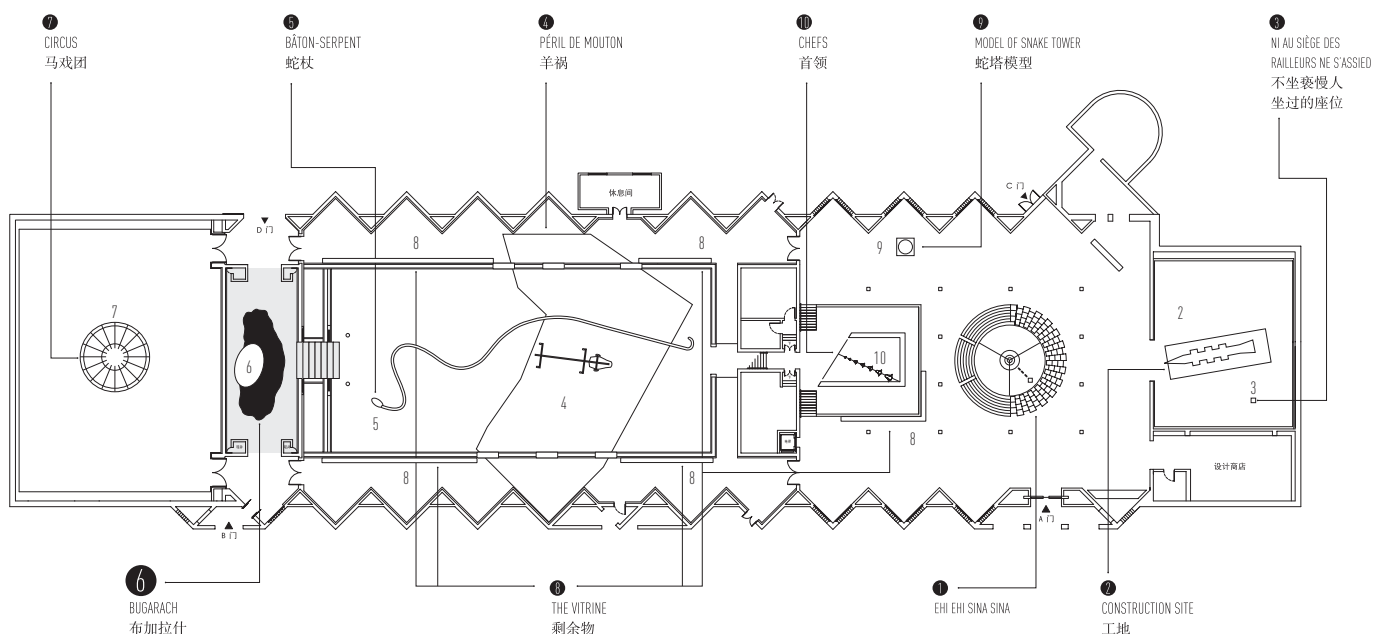 7
CIRCUS
马戏团
5
BÂTON-SERPENT
蛇杖
4
PÉRIL DE MOUTON
羊祸
10
CHEFS
首领
9
MODEL OF SNAKE TOWER
蛇塔模型
3
NI AU SIÈGE DES
RAILLEURS NE S'ASSIED
不坐亵慢人
坐过的座位
休息间
C 门
D 门
8
8
9
7
2
6
10
5
4
3
8
8
8
设计商店
B 门
A 门
6
BUGARACH
布加拉什
8
THE VITRINE
剩余物
1
EHI EHI SINA SINA
2
CONSTRUCTION SITE
工地